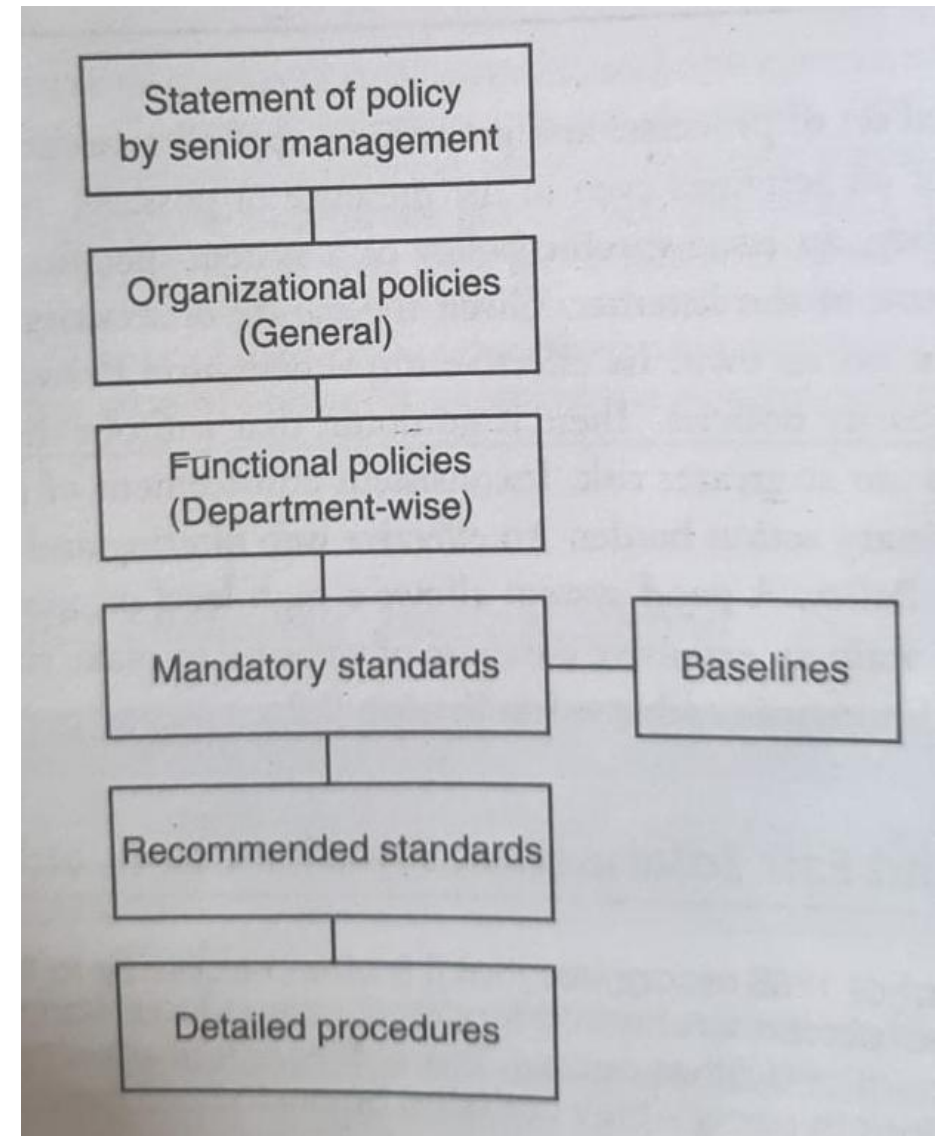 Statement of policy
by senior management
Organizational policies
(General)
Functional policies
(Department-wise)
Mandatory standards
Baselines
Recommended standards
Detailed procedures